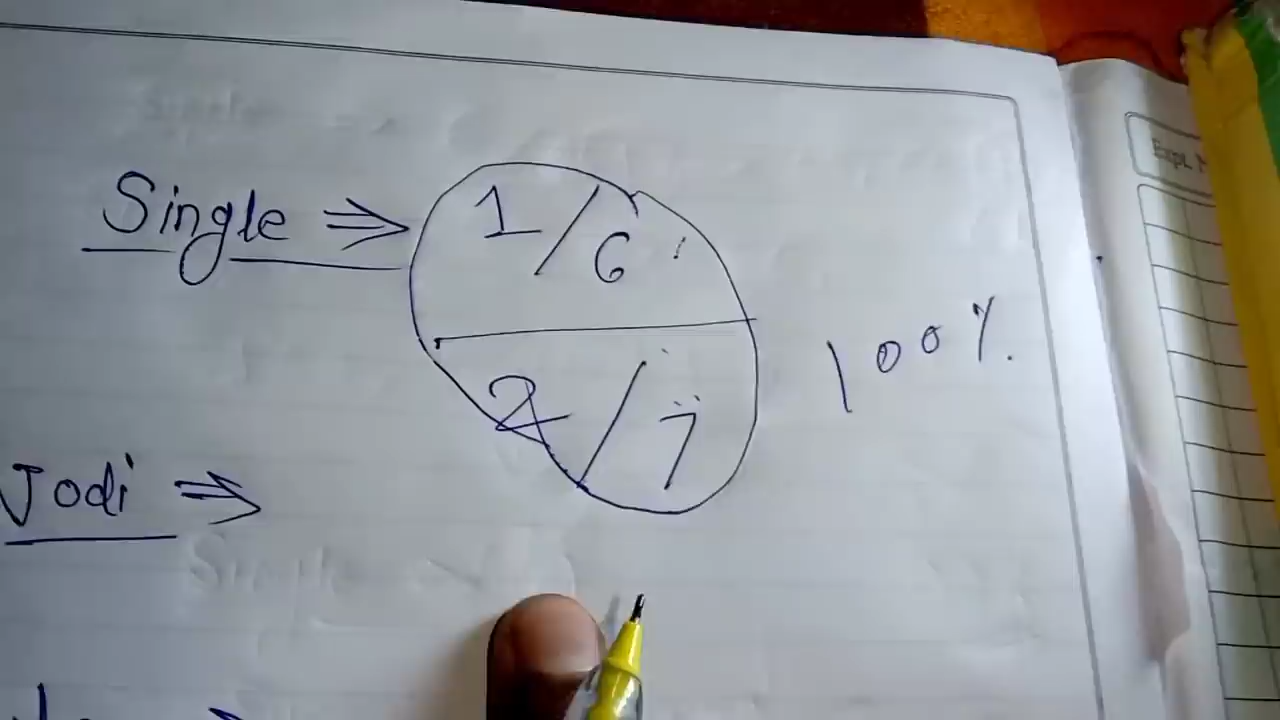 Single ⇒ 1/6
2/7
100%.
Jodi ⇒